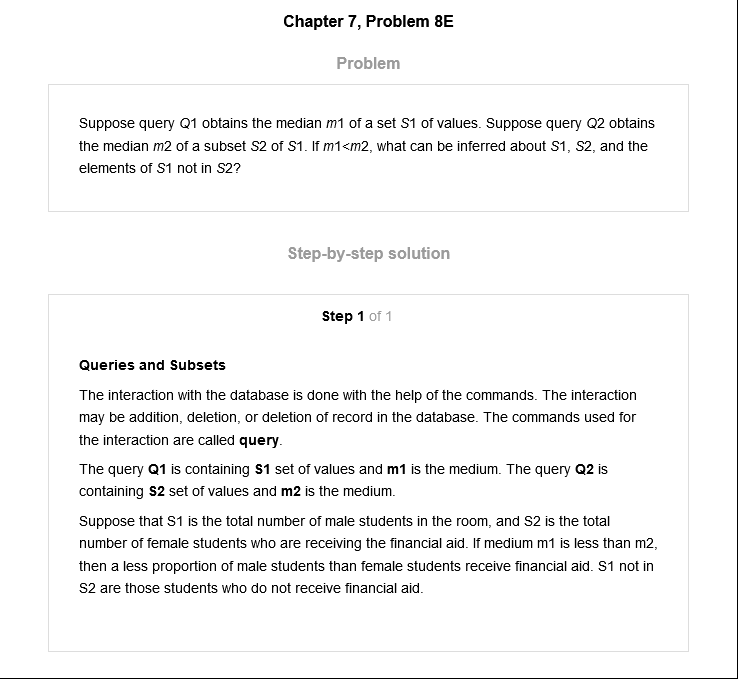 Chapter 7, Problem 8E
Problem
Suppose query Q1 obtains the median m1 of a set S1 of values. Suppose query Q2 obtains
the median m2 of a subset S2 of S1. If m1<m2, what can be inferred about S1, S2, and the
elements of S1 not in S2?
Step-by-step solution
Step 1 of 1
Queries and Subsets
The interaction with the database is done with the help of the commands. The interaction
may be addition, deletion, or deletion of record in the database. The commands used for
the interaction are called query.
The query Q1 is containing S1 set of values and m1 is the medium. The query Q2 is
containing S2 set of values and m2 is the medium.
Suppose that S1 is the total number of male students in the room, and S2 is the total
number of female students who are receiving the financial aid. If medium m1 is less than m2,
then a less proportion of male students than female students receive financial aid. S1 not in
S2 are those students who do not receive financial aid.